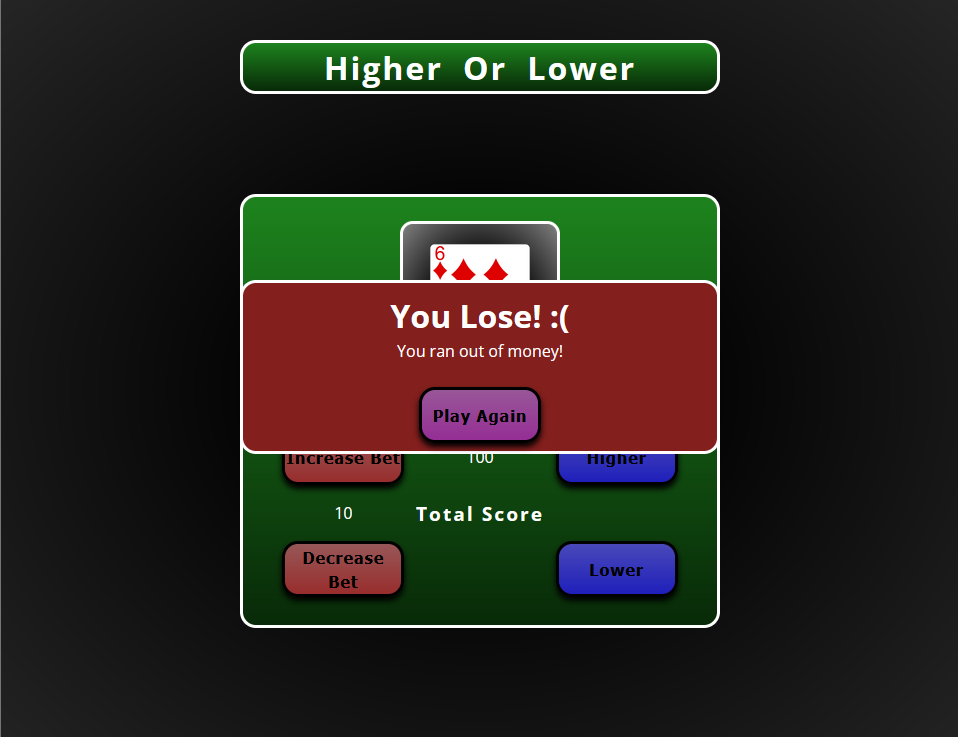 Higher Or Lower
6
You Lose! :(
You ran out of money!
Play Again
Increase Bet
100
Higher
10
Total Score
Decrease
Bet
Lower